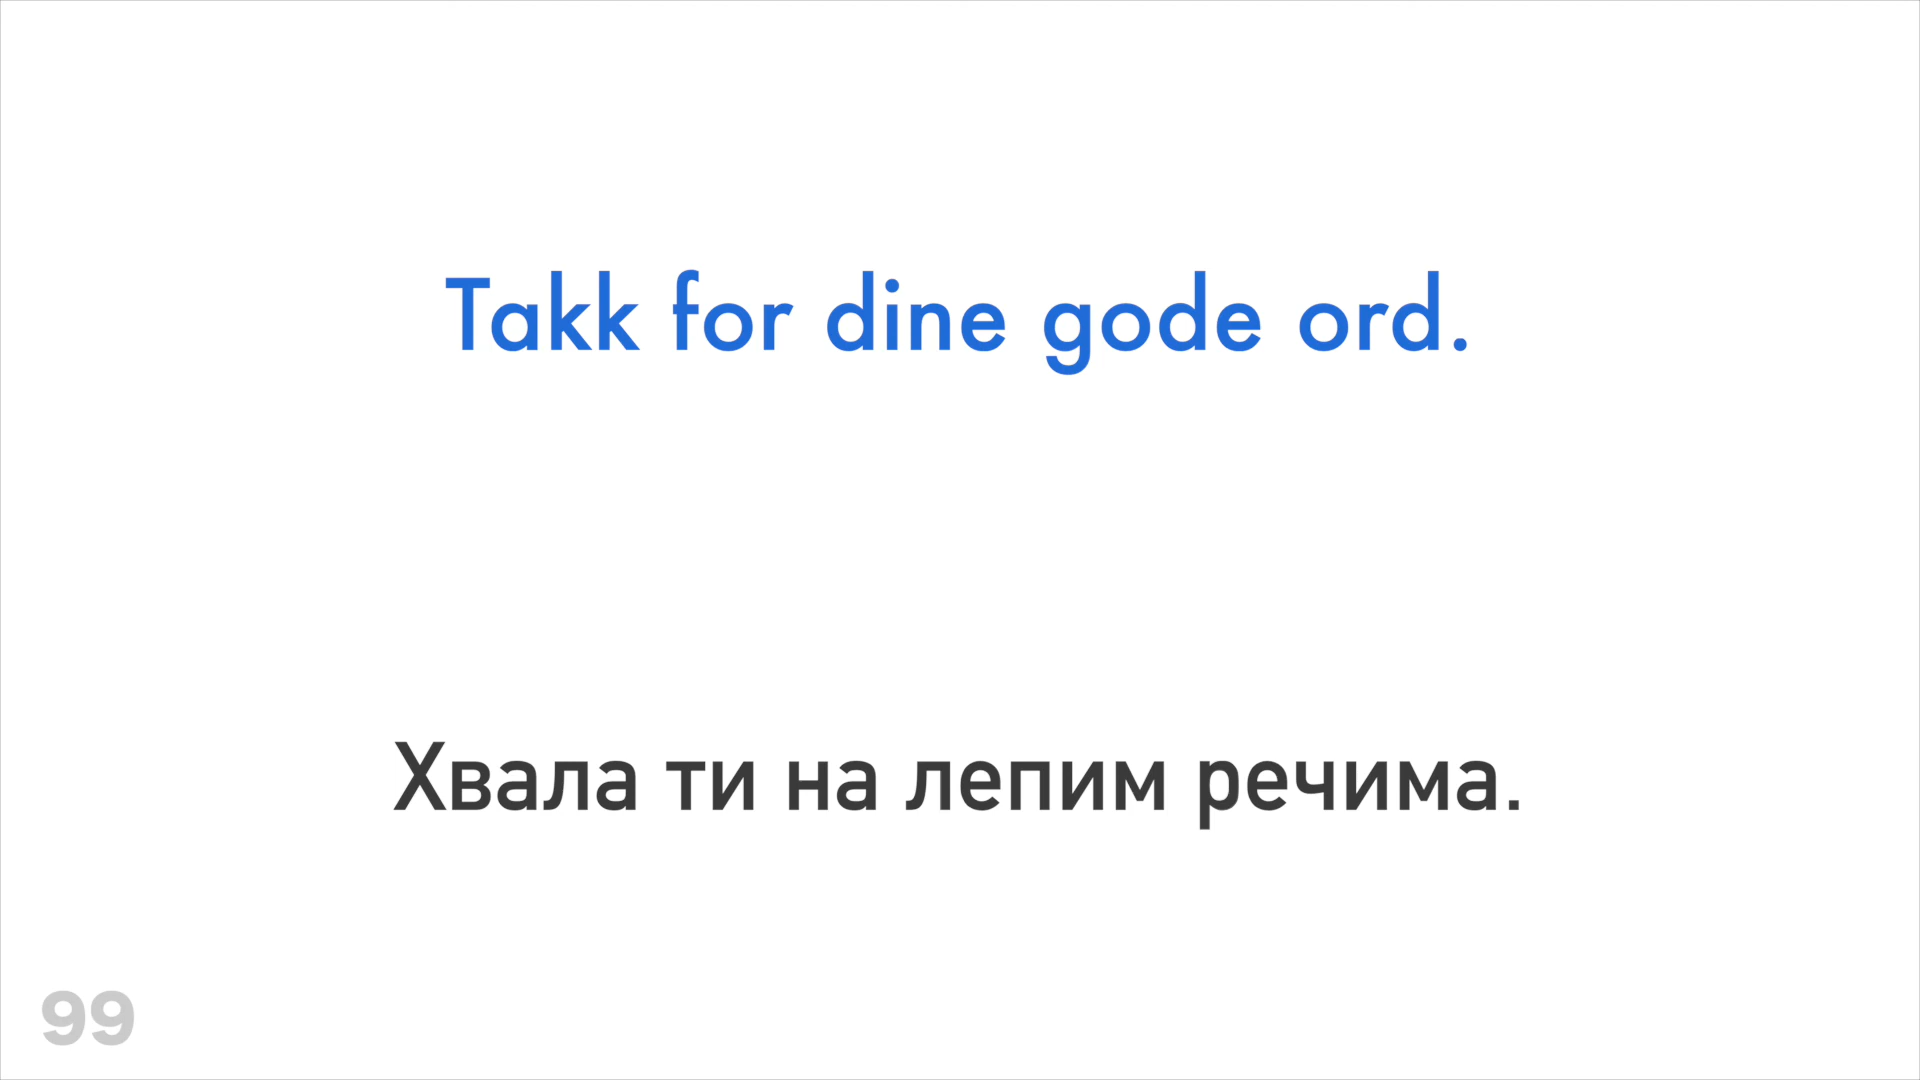 Takk for dine gode ord.
Хвала ти на лепим речима.
99